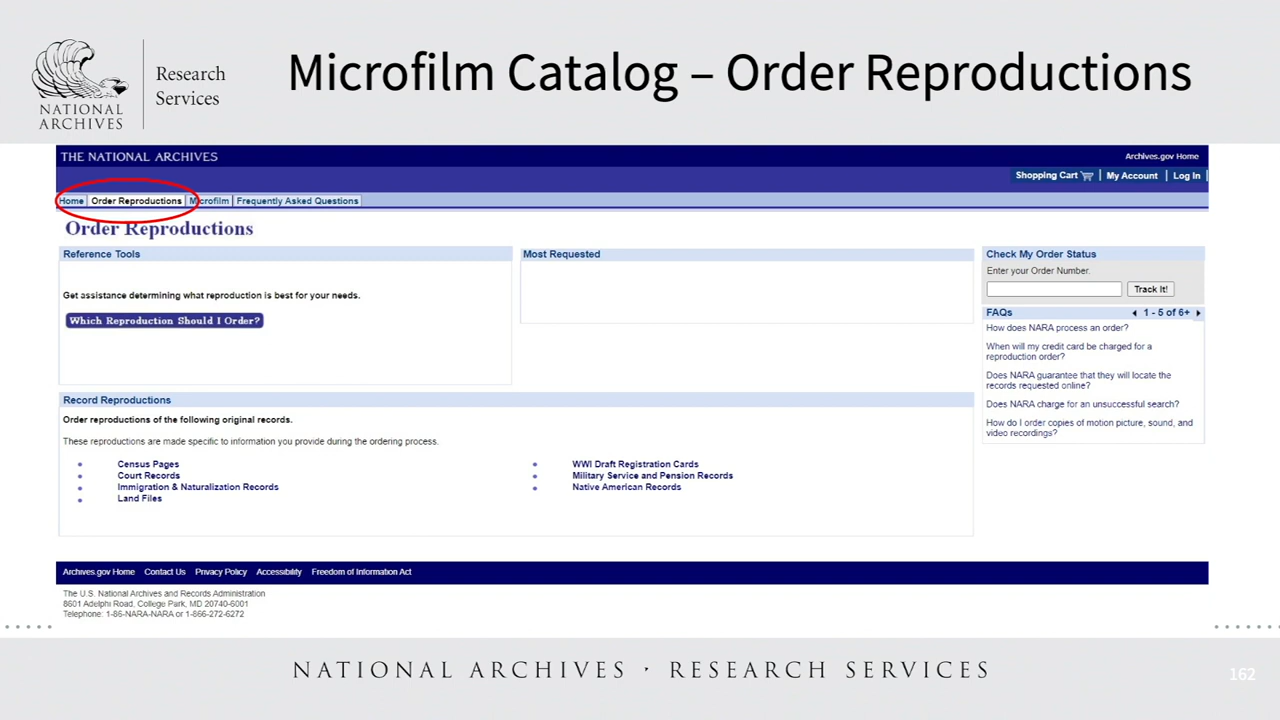 NATIONAL
ARCHIVES
Research
Services
Microfilm Catalog – Order Reproductions
THE NATIONAL ARCHIVES
Archives.gov Home
Shopping Cart | My Account | Log In |
Home | Order Reproductions | Microfilm | Frequently Asked Questions
Order Reproductions
Reference Tools
Get assistance determining what reproduction is best for your needs.
Which Reproduction Should I Order?
Most Requested
Check My Order Status
Enter your Order Number.
Track It!
FAQs
1 - 5 of 6+
How does NARA process an order?
When will my credit card be charged for a
reproduction order?
Does NARA guarantee that they will locate the
records requested online?
Does NARA charge for an unsuccessful search?
How do I order copies of motion picture, sound, and
video recordings?
Record Reproductions
Order reproductions of the following original records.
These reproductions are made specific to information you provide during the ordering process.
Census Pages
Court Records
Immigration & Naturalization Records
Land Files
WWI Draft Registration Cards
Military Service and Pension Records
Native American Records
Archives.gov Home Contact Us Privacy Policy Accessibility Freedom of Information Act
The U.S. National Archives and Records Administration
8601 Adelphi Road, College Park, MD 20740-6001
Telephone: 1-86-NARA-NARA or 1-866-272-6272
NATIONAL ARCHIVES · RESEARCH SERVICES
162